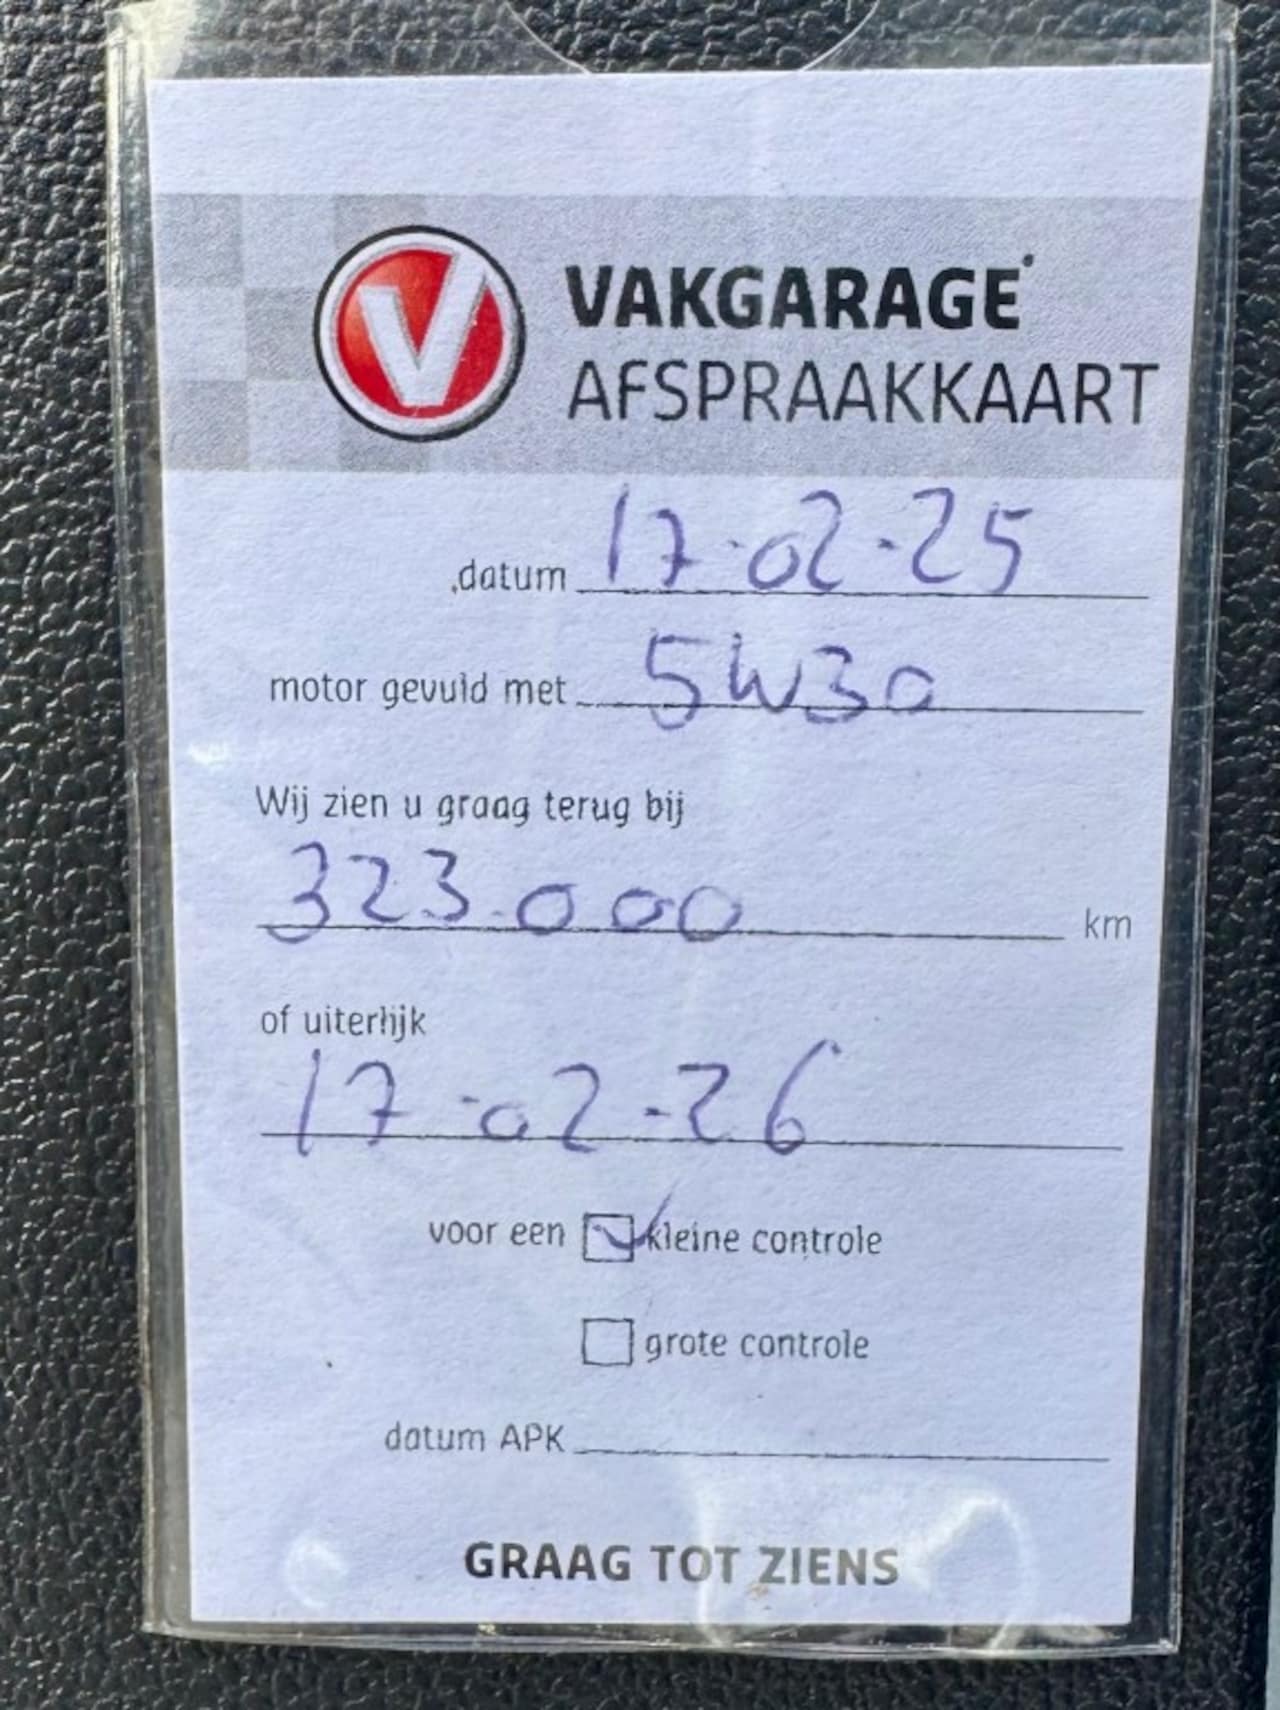 V VAKGARAGE
AFSPRAAKKAART
datum 17-02-25
motor gevuld met 5W30
Wij zien u graag terug bij
323.000 km
of uiterlijk
17-02-26
voor een kleine controle
grote controle
datum APK
GRAAG TOT ZIENS